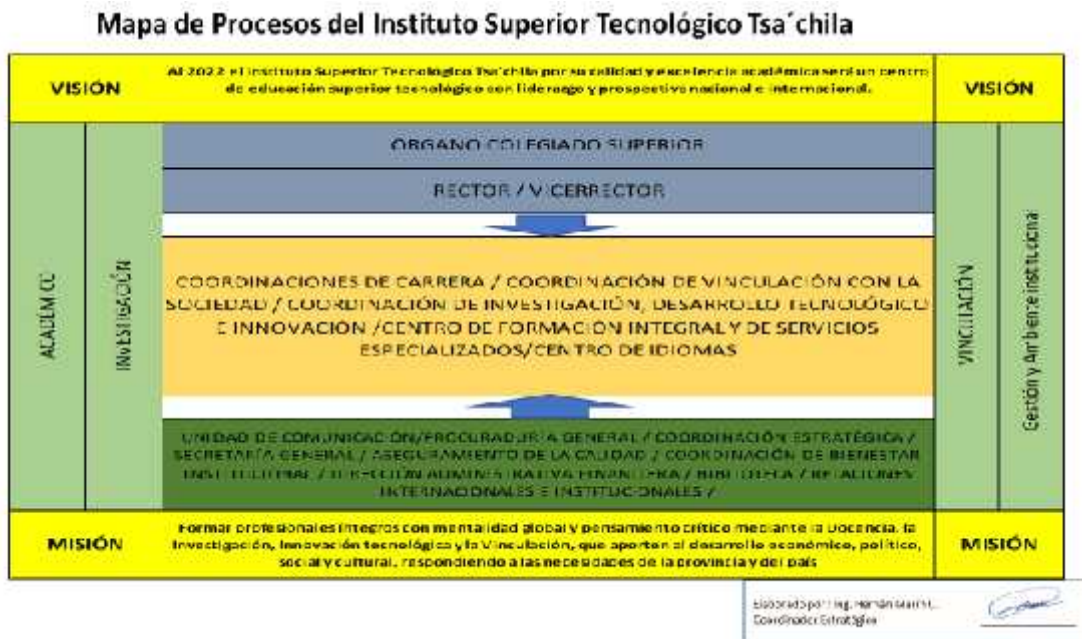 Mapa de Procesos del Instituto Superior Tecnológico Tsa´chila
VISIÓN
Al 2022 el Instituto Superior Tecnológico Tsa'chila por su calidad y excelencia académica será un centro
de educación superior tecnológico con liderazgo y prospectiva nacional e internacional.
VISIÓN
ACADÉMICO
INVESTIGACIÓN
ORGANO COLEGIADO SUPERIOR
RECTOR / VICERRECTOR
COORDINACIONES DE CARRERA / COORDINACIÓN DE VINCULACIÓN CON LA
SOCIEDAD / COORDINACIÓN DE INVESTIGACIÓN, DESARROLLO TECNOLÓGICO
E INNOVACIÓN /CENTRO DE FORMACIÓN INTEGRAL Y DE SERVICIOS
ESPECIALIZADOS/CENTRO DE IDIOMAS
UNIDAD DE COMUNICACIÓN/PROCURADURÍA GENERAL / COORDINACIÓN ESTRATÉGICA /
SECRETARÍA GENERAL / ASEGURAMIENTO DE LA CALIDAD / COORDINACIÓN DE BIENESTAR
INSTITUCIONAL / DIRECCIÓN ADMINISTRATIVA FINANCIERA / BIBLIOTECA / RELACIONES
INTERNACIONALES E INSTITUCIONALES /
VINCULACIÓN
Gestión y Ambiente institucional
MISIÓN
Formar profesionales íntegros con mentalidad global y pensamiento crítico mediante la Docencia, la
Investigación, Innovación tecnológica y la Vinculación, que aporten al desarrollo económico, político,
social y cultural, respondiendo a las necesidades de la provincia y del país
MISIÓN
Elaborado por: Ing. Hernán
Coordinador Estratégico